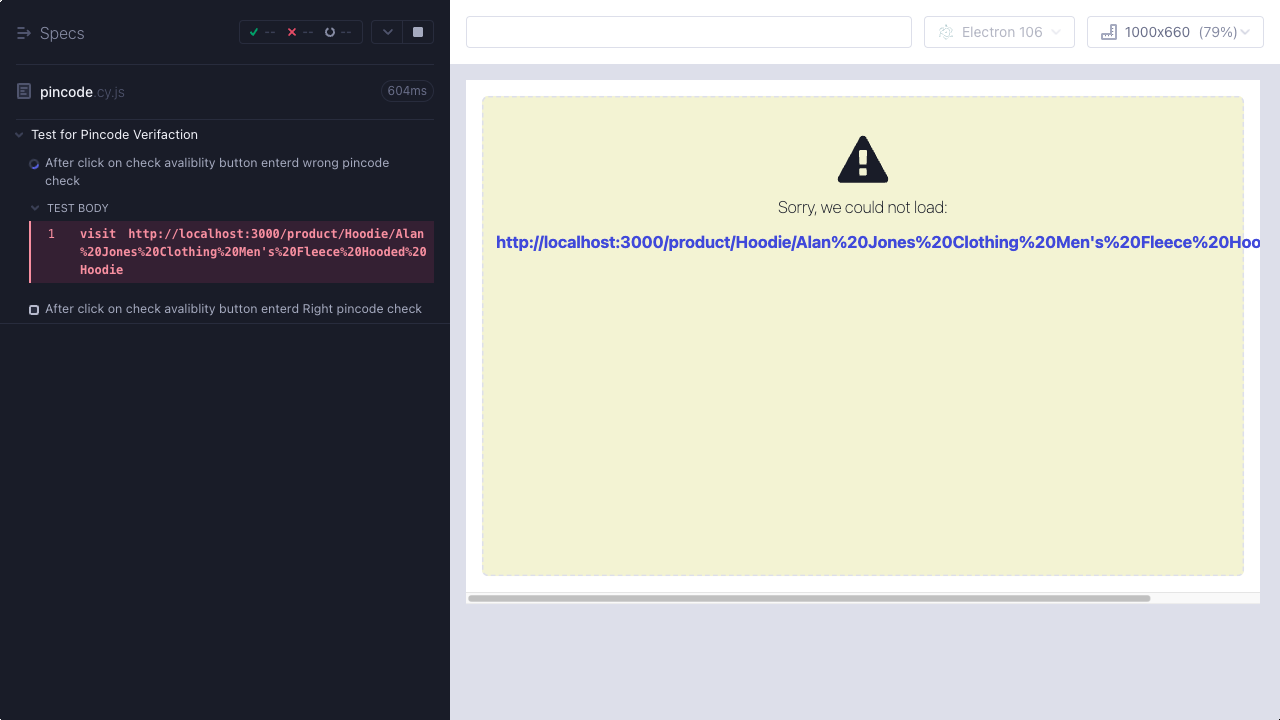 Specs
-- -- --
pincode.cy.js
604ms
Test for Pincode Verifaction
After click on check avaliblity button enterd wrong pincode
check
TEST BODY
1 visit http://localhost:3000/product/Hoodie/Alan
%20Jones%20Clothing%20Men's%20Fleece%20Hooded%20
Hoodie
After click on check avaliblity button enterd Right pincode check
Electron 106
1000x660 (79%)
Sorry, we could not load:
http://localhost:3000/product/Hoodie/Alan%20Jones%20Clothing%20Men's%20Fleece%20Hoo